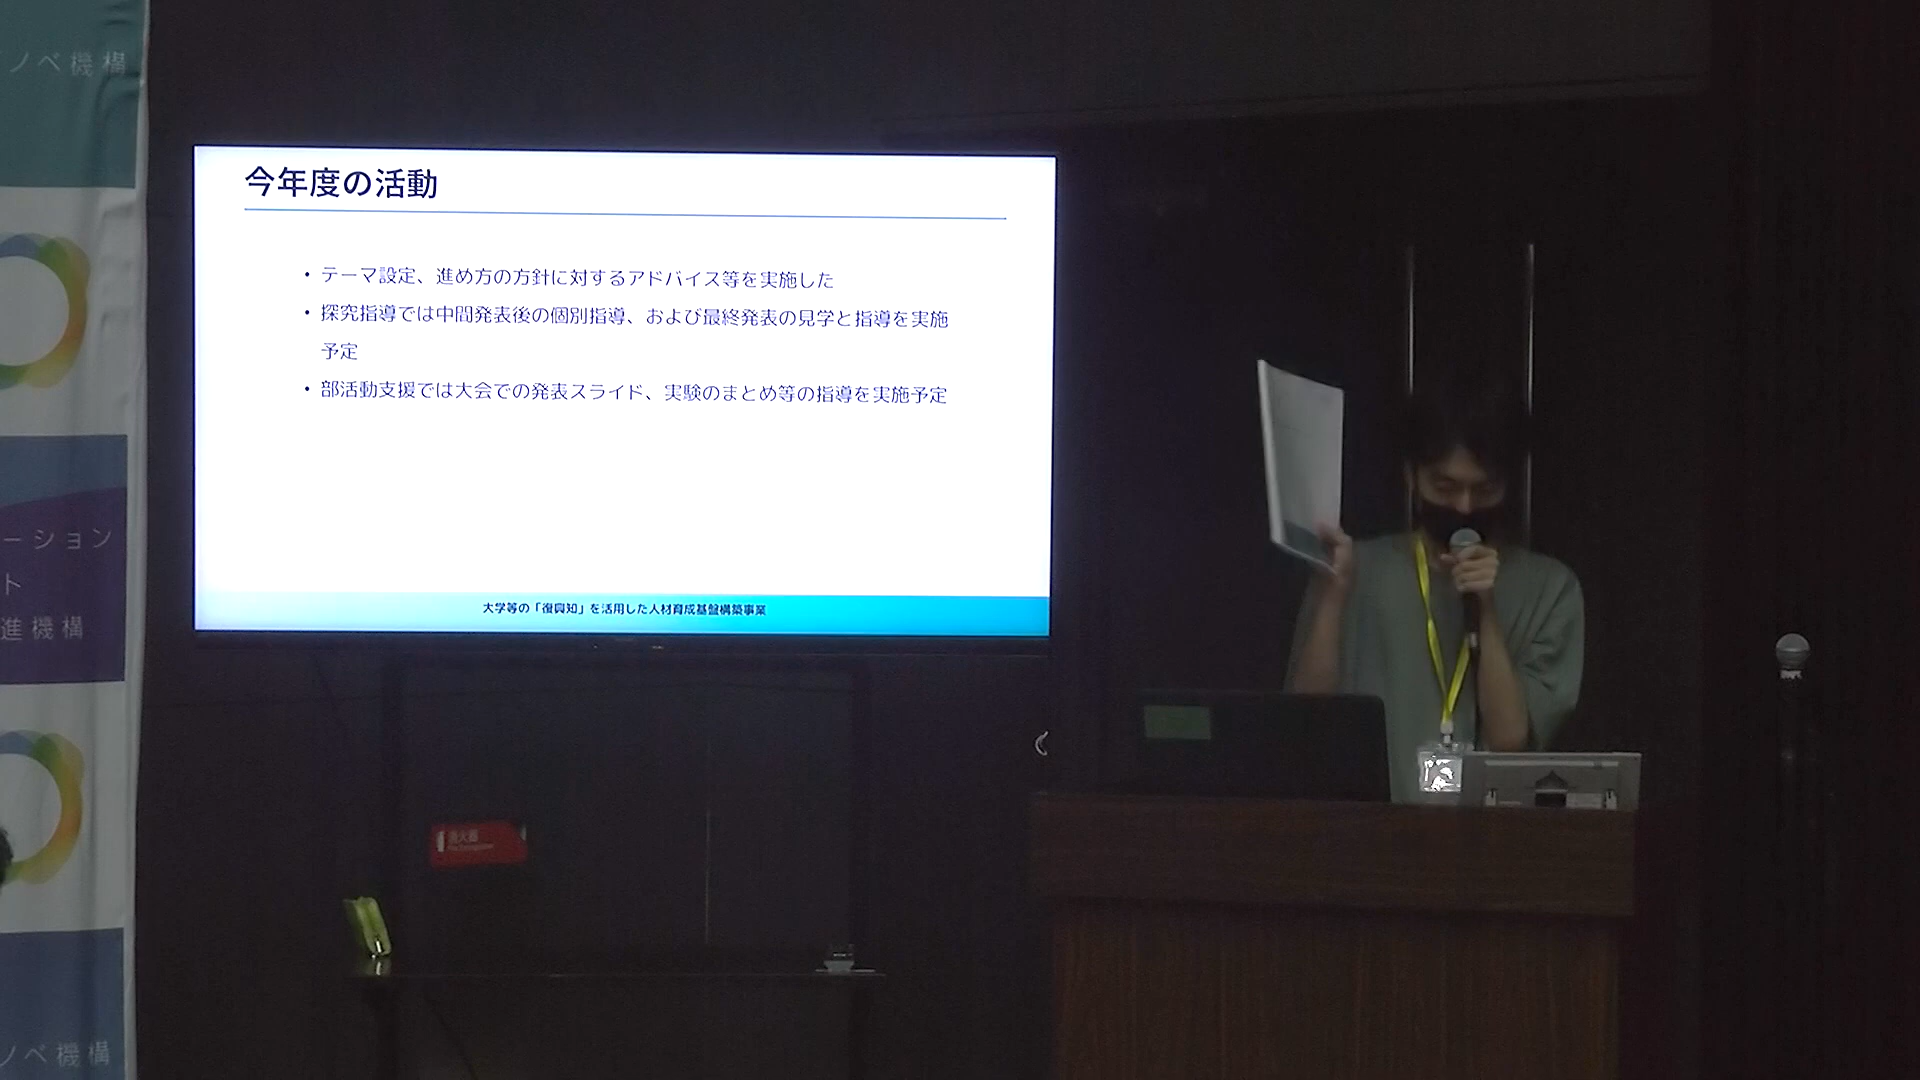 ノベ機構
ーション
ト
進機構
ノベ機構
今年度の活動
• テーマ設定、進め方の方針に対するアドバイス等を実施した
• 探究指導では中間発表後の個別指導、および最終発表の見学と指導を実施
予定
• 部活動支援では大会での発表スライド、実験のまとめ等の指導を実施予定
大学等の「復興知」を活用した人材育成基盤構築事業
消火器